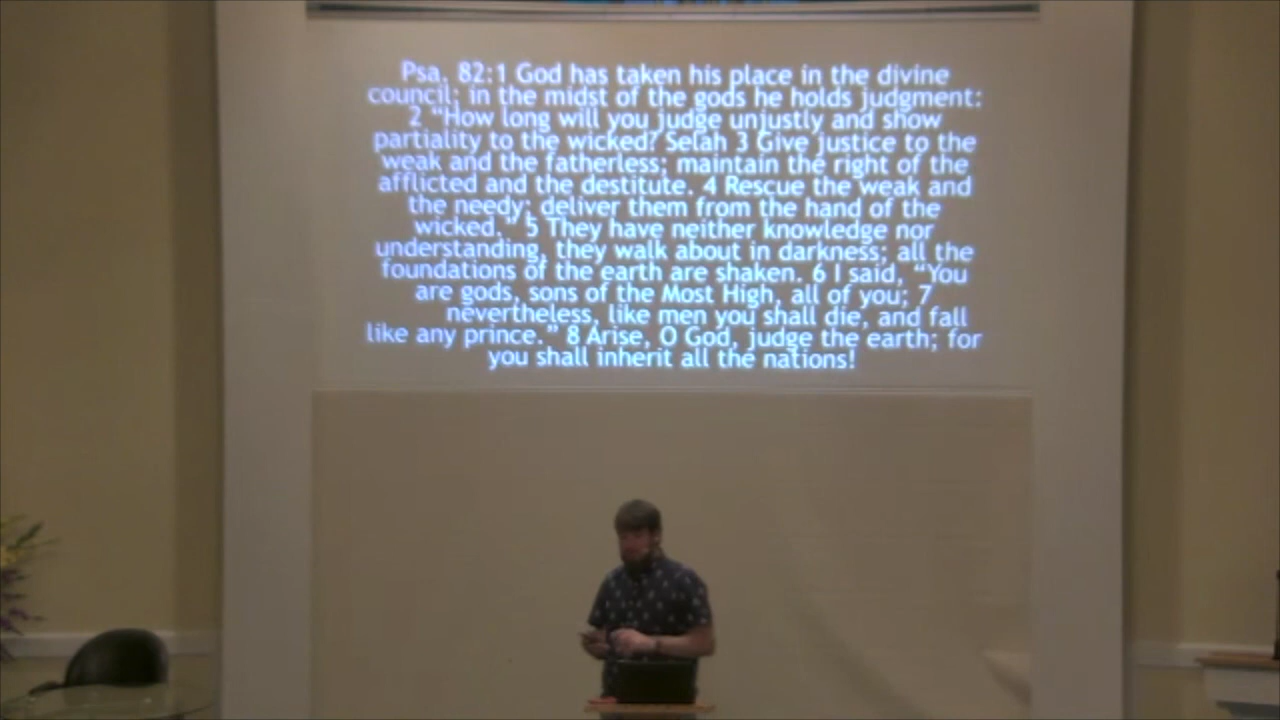 Psa. 82:1 God has taken his place in the divine
council; in the midst of the gods he holds judgment:
2 “How long will you judge unjustly and show
partiality to the wicked? Selah 3 Give justice to the
weak and the fatherless; maintain the right of the
afflicted and the destitute. 4 Rescue the weak and
the needy; deliver them from the hand of the
wicked.” 5 They have neither knowledge nor
understanding, they walk about in darkness; all the
foundations of the earth are shaken. 6 I said, “You
are gods, sons of the Most High, all of you; 7
nevertheless, like men you shall die, and fall
like any prince.” 8 Arise, O God, judge the earth; for
you shall inherit all the nations!